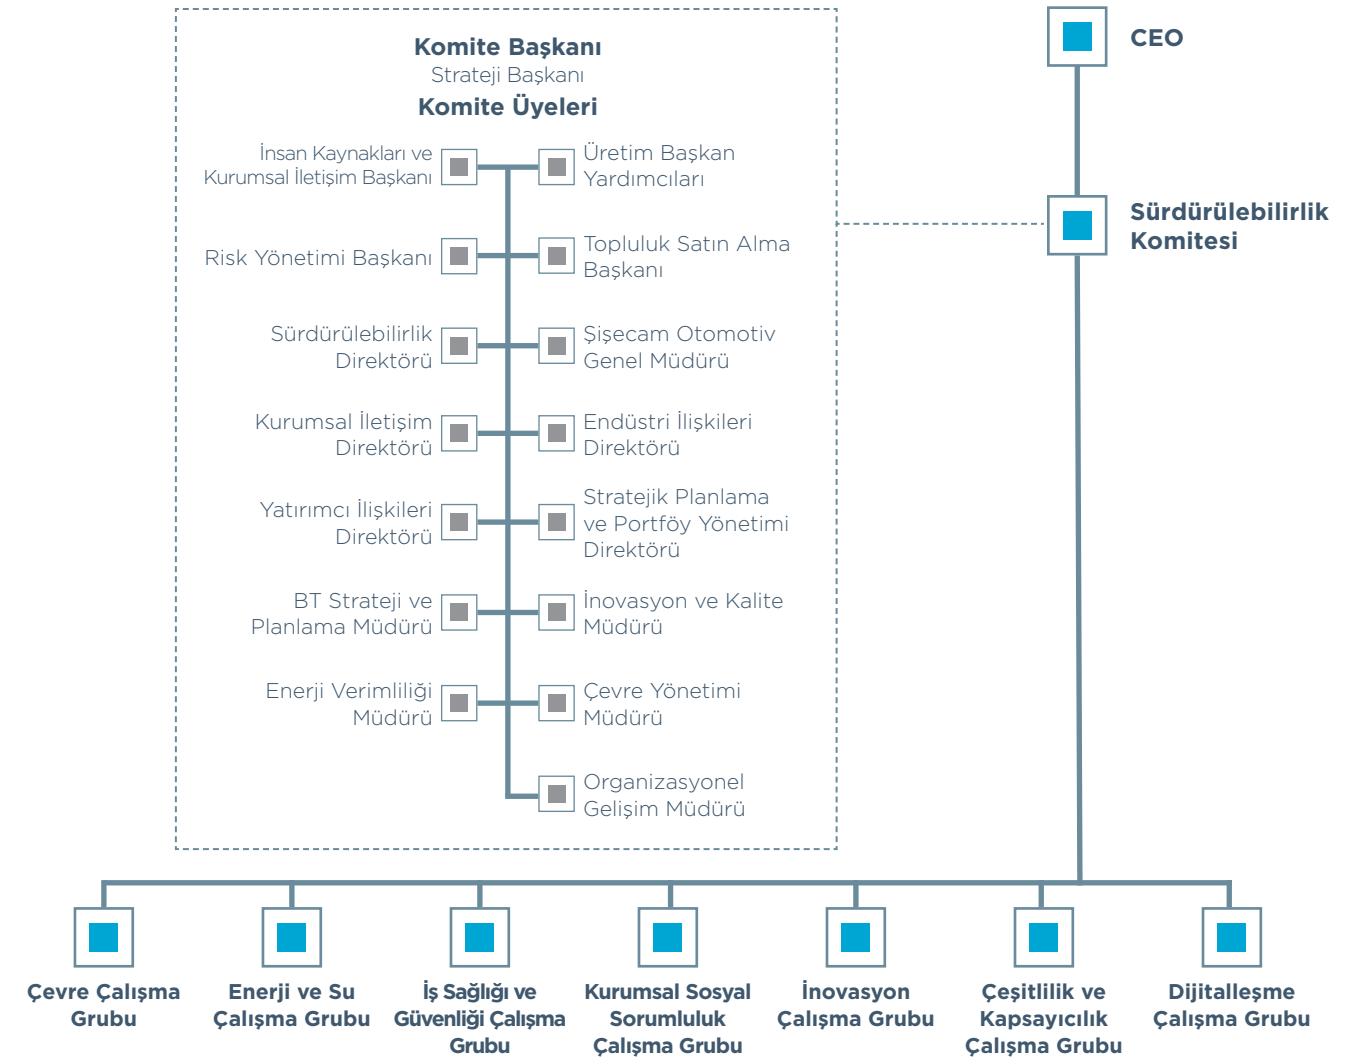 Komite Başkanı
Strateji Başkanı
Komite Üyeleri
İnsan Kaynakları ve
Kurumsal İletişim Başkanı
Üretim Başkan
Yardımcıları
Risk Yönetimi Başkanı
Topluluk Satın Alma
Başkanı
Sürdürülebilirlik
Direktörü
Şişecam Otomotiv
Genel Müdürü
Kurumsal İletişim
Direktörü
Endüstri İlişkileri
Direktörü
Yatırımcı İlişkileri
Direktörü
Stratejik Planlama
ve Portföy Yönetimi
Direktörü
BT Strateji ve
Planlama Müdürü
İnovasyon ve Kalite
Müdürü
Enerji Verimliliği
Müdürü
Çevre Yönetimi
Müdürü
Organizasyonel
Gelişim Müdürü
CEO
Sürdürülebilirlik
Komitesi
Çevre Çalışma
Grubu
Enerji ve Su
Çalışma Grubu
İş Sağlığı ve
Güvenliği Çalışma
Grubu
Kurumsal Sosyal
Sorumluluk
Çalışma Grubu
İnovasyon
Çalışma Grubu
Çeşitlilik ve
Kapsayıcılık
Çalışma Grubu
Dijitalleşme
Çalışma Grubu